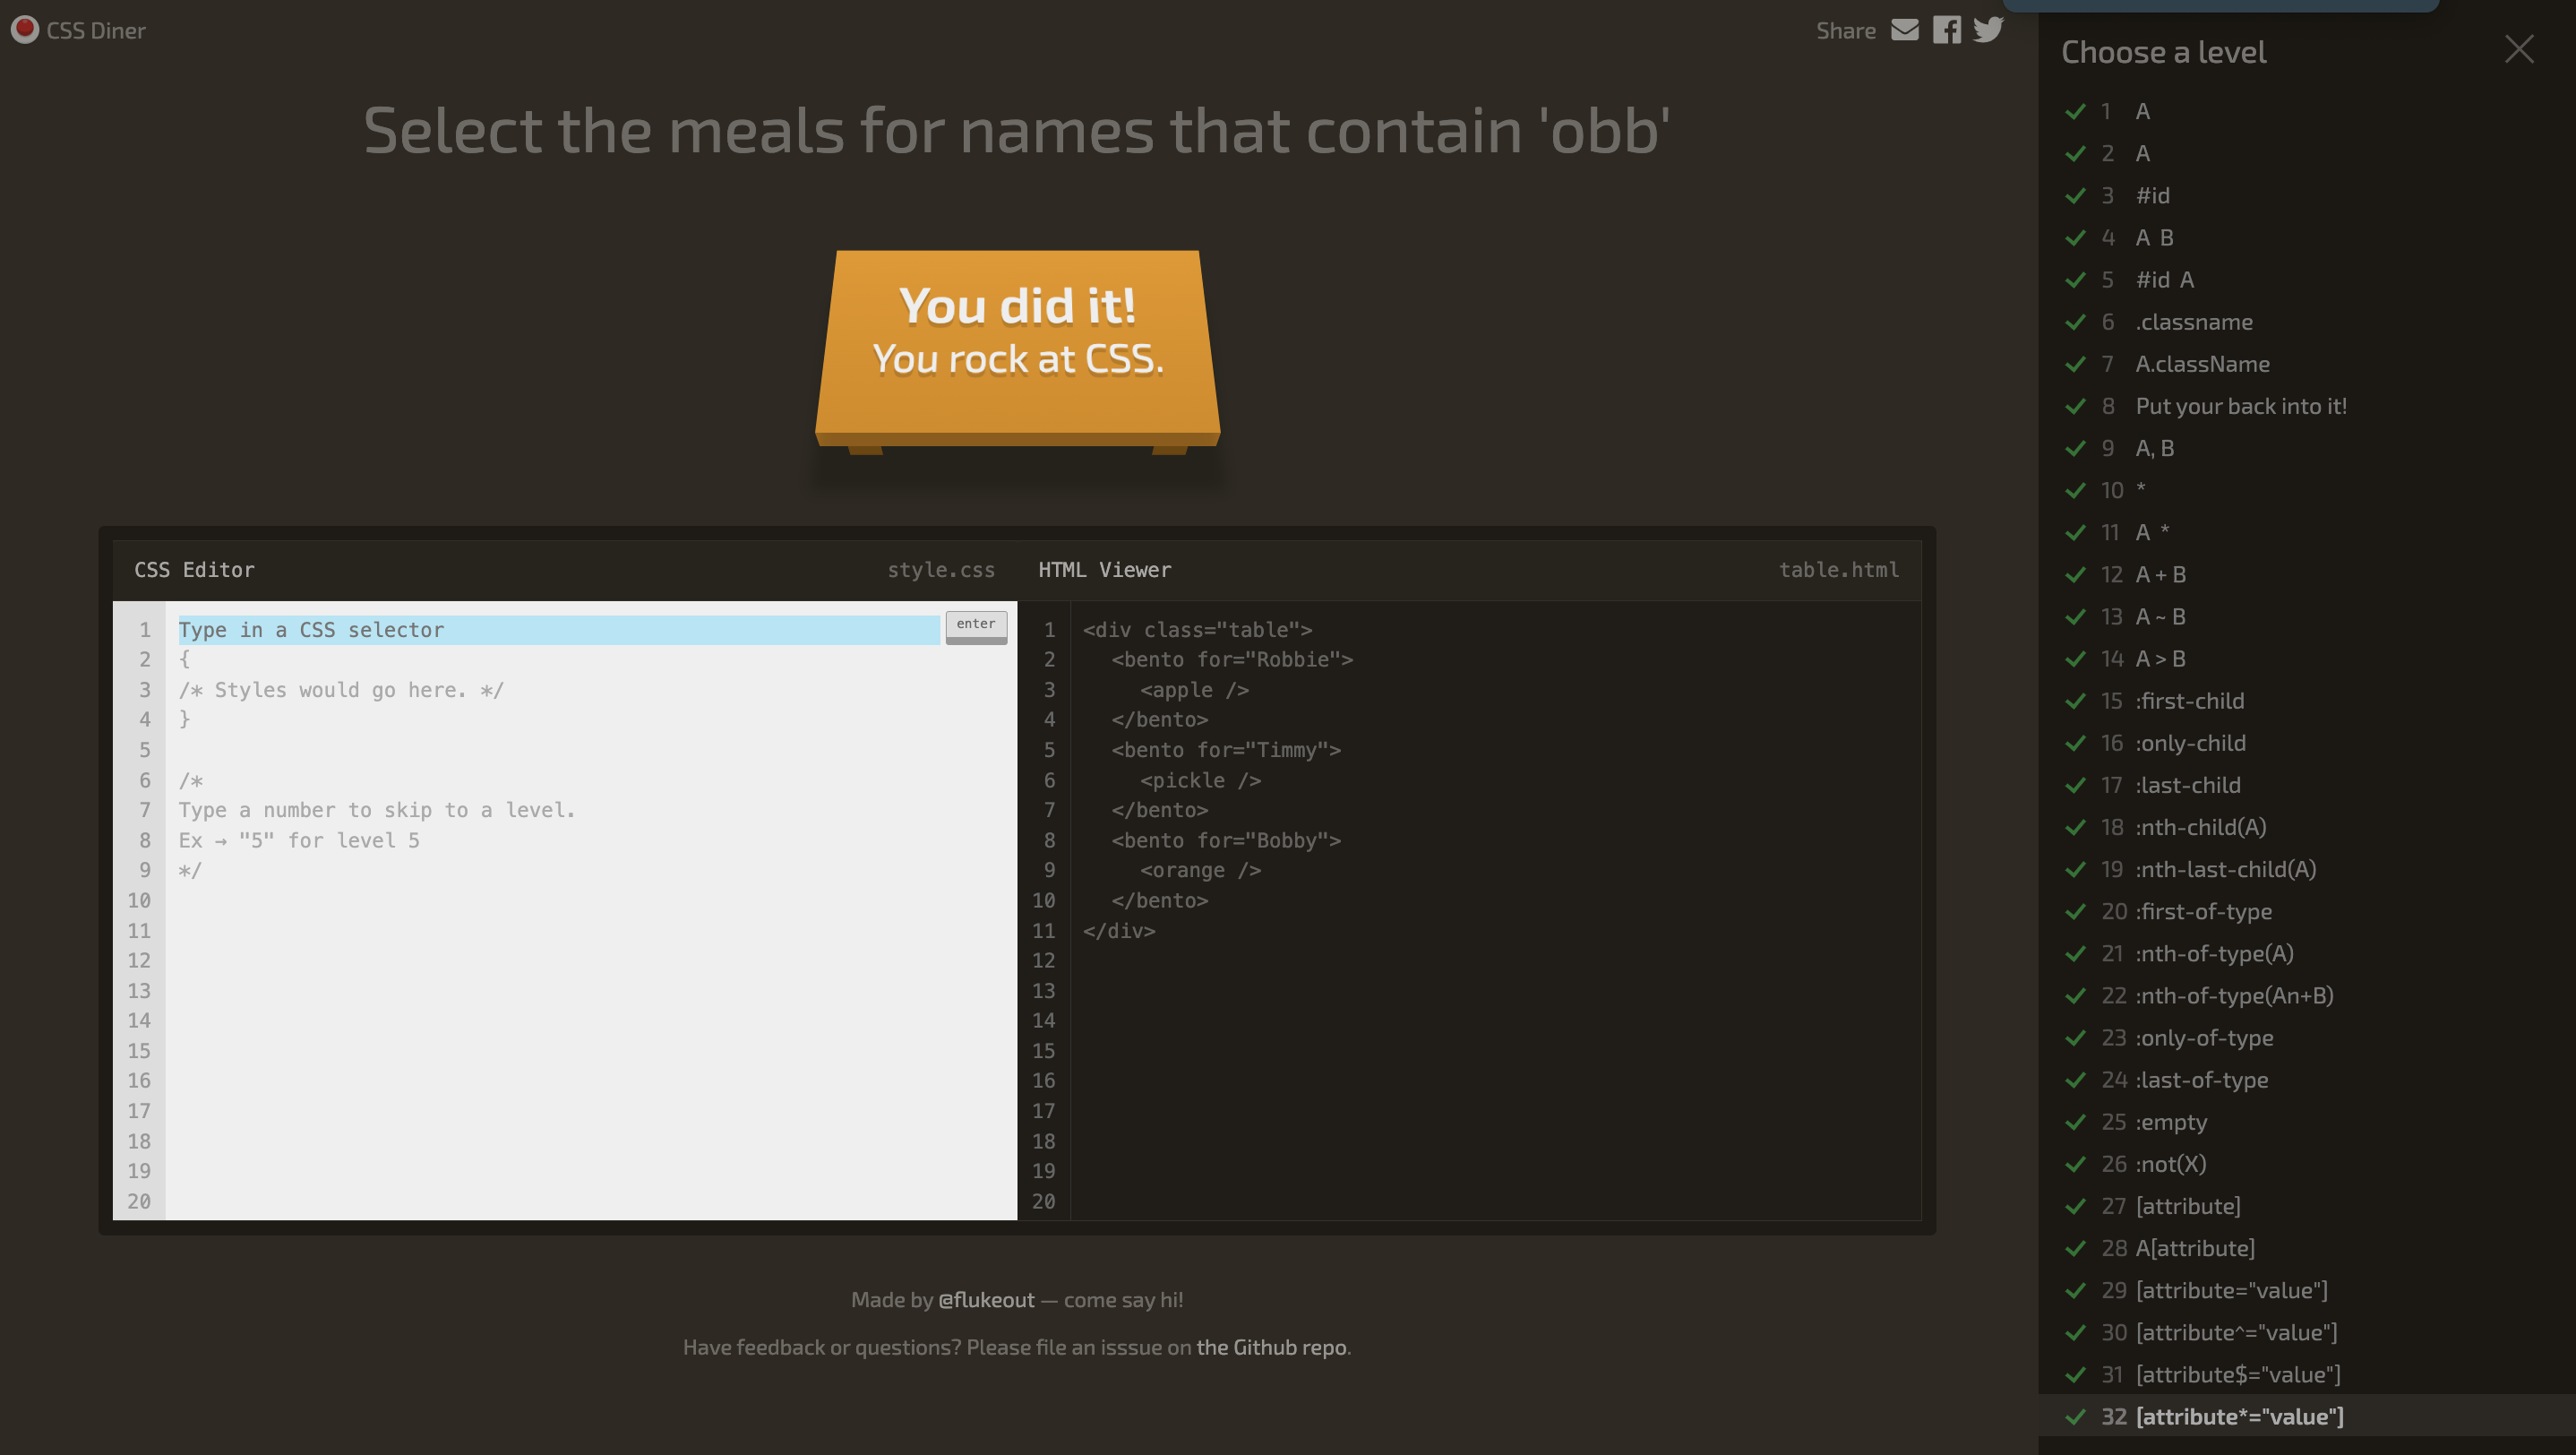 CSS Diner
Share
Select the meals for names that contain 'obb'
You did it!
You rock at CSS.
CSS Editor style.css
1 Type in a CSS selector enter
2 {
3 /* Styles would go here. */
4 }
5
6 /*
7 Type a number to skip to a level.
8 Ex → "5" for level 5
9 */
10
11
12
13
14
15
16
17
18
19
20
HTML Viewer table.html
1 <div class="table">
2 <bento for="Robbie">
3 <apple />
4 </bento>
5 <bento for="Timmy">
6 <pickle />
7 </bento>
8 <bento for="Bobby">
9 <orange />
10 </bento>
11 </div>
12
13
14
15
16
17
18
19
20
Made by @flukeout — come say hi!
Have feedback or questions? Please file an isssue on the Github repo.
Choose a level
1 A
2 A
3 #id
4 A B
5 #id A
6 .classname
7 A.className
8 Put your back into it!
9 A, B
10 *
11 A *
12 A + B
13 A ~ B
14 A > B
15 :first-child
16 :only-child
17 :last-child
18 :nth-child(A)
19 :nth-last-child(A)
20 :first-of-type
21 :nth-of-type(A)
22 :nth-of-type(An+B)
23 :only-of-type
24 :last-of-type
25 :empty
26 :not(X)
27 [attribute]
28 A[attribute]
29 [attribute="value"]
30 [attribute^="value"]
31 [attribute$="value"]
32 [attribute*="value"]